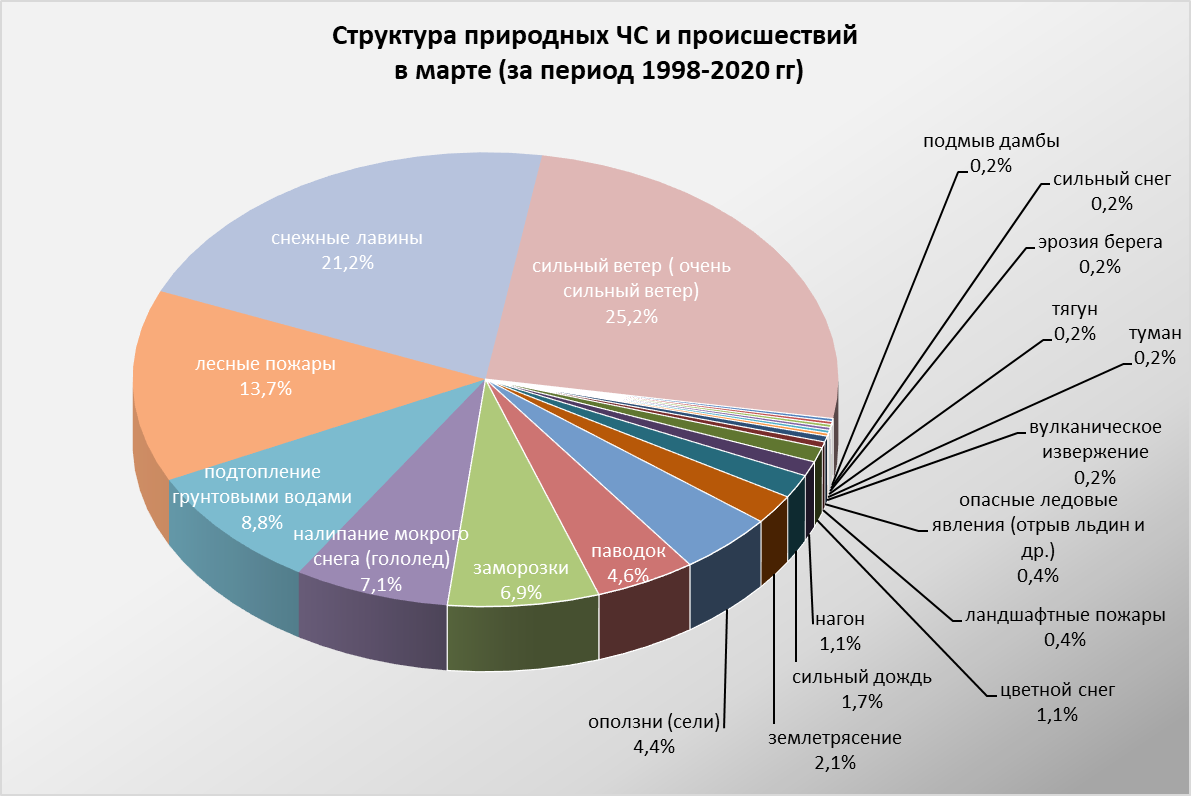 Структура природных ЧС и происшествий
в марте (за период 1998-2020 гг)
подмыв дамбы
0,2%
сильный снег
0,2%
эрозия берега
0,2%
тягун
0,2%
туман
0,2%
вулканическое
извержение
0,2%
опасные ледовые
явления (отрыв льдин и
др.)
0,4%
ландшафтные пожары
0,4%
цветной снег
1,1%
нагон
1,1%
сильный дождь
1,7%
землетрясение
2,1%
оползни (сели)
4,4%
паводок
4,6%
заморозки
6,9%
налипание мокрого
снега (гололед)
7,1%
подтопление
грунтовыми водами
8,8%
лесные пожары
13,7%
снежные лавины
21,2%
сильный ветер ( очень
сильный ветер)
25,2%